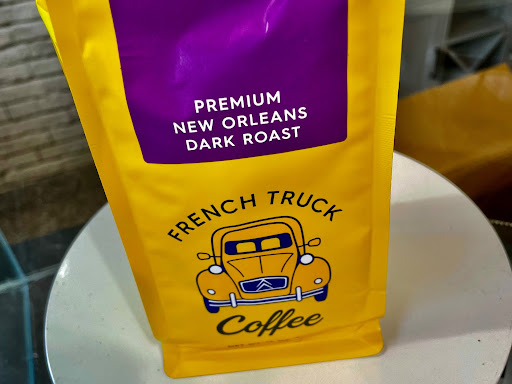 PREMIUM
NEW ORLEANS
DARK ROAST
FRENCH TRUCK
Coffee